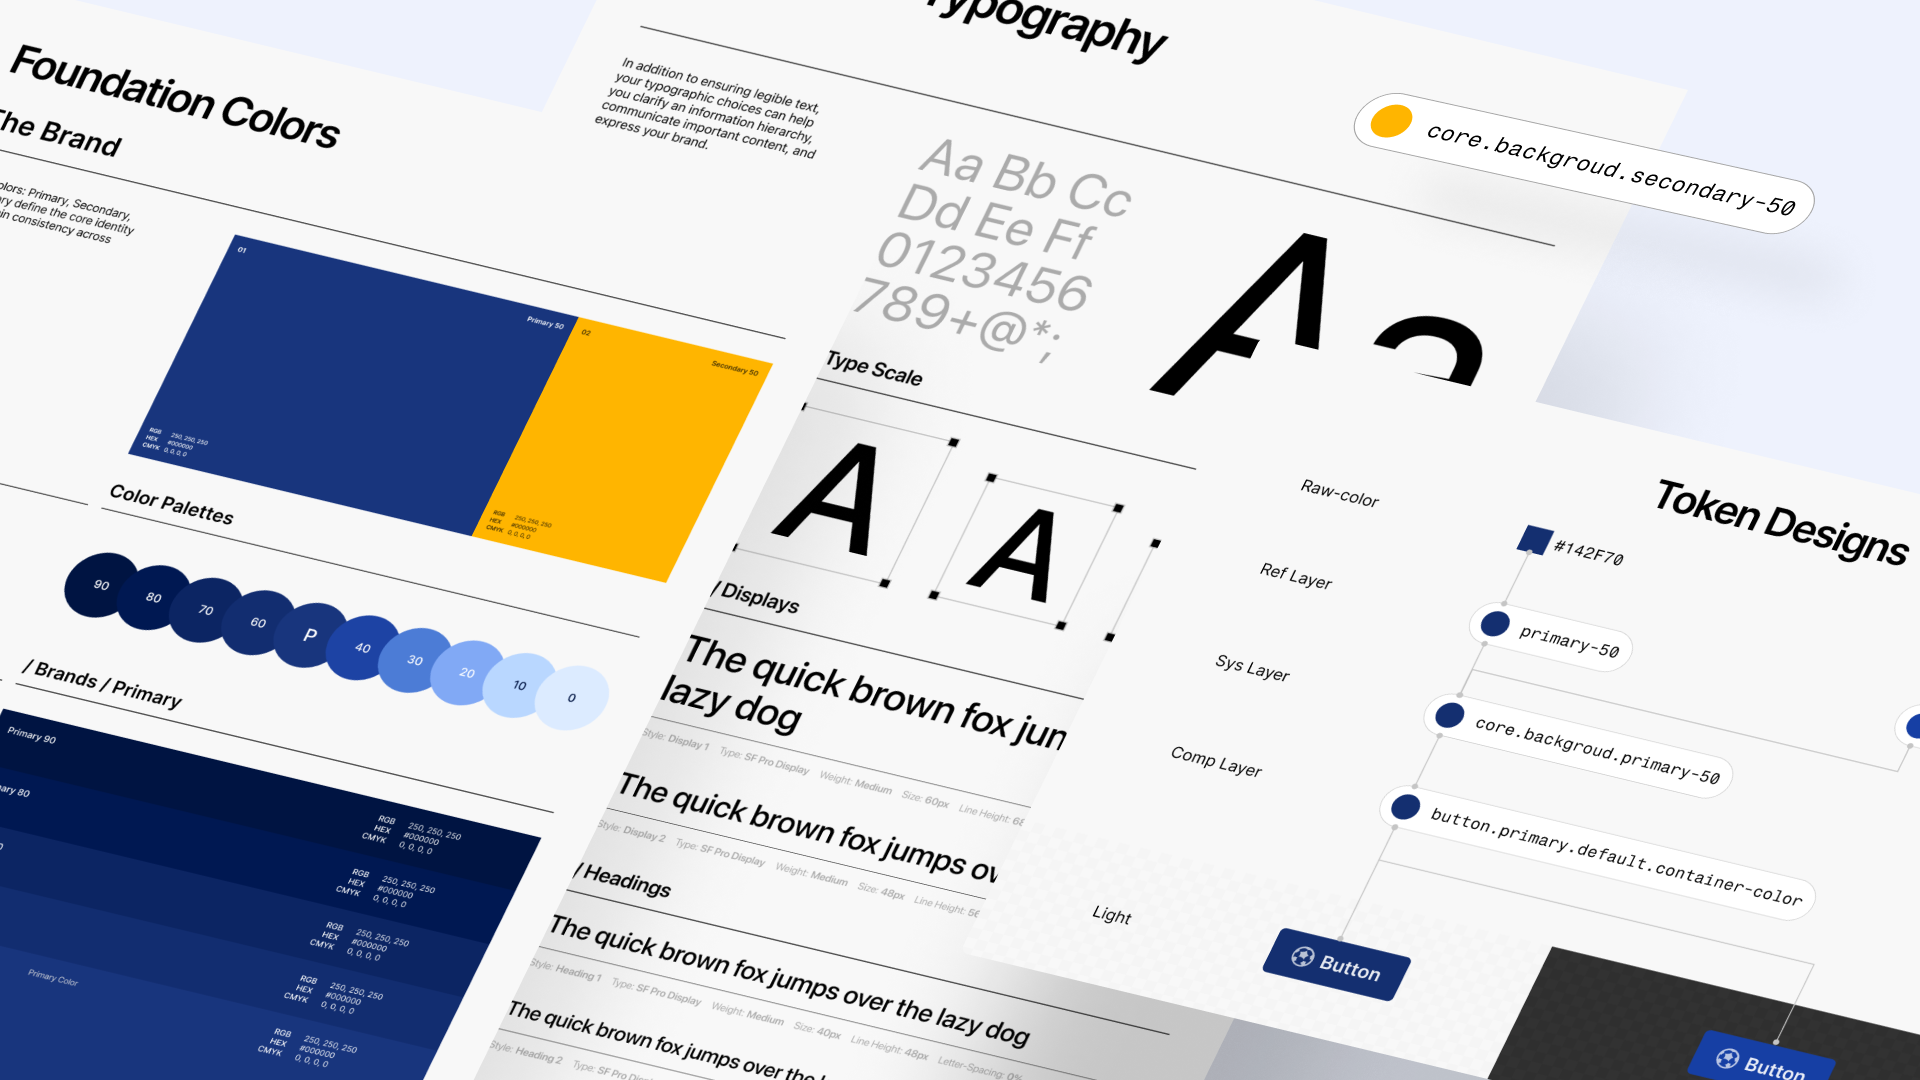 Foundation Colors
The Brand
olors: Primary, Secondary,
ry define the core identity
in consistency across
01
Primary 50
RGB 250, 250, 250
HEX #000000
CMYK 0, 0, 0, 0
02
Secondary 50
RGB 250, 250, 250
HEX #000000
CMYK 0, 0, 0, 0
Color Palettes
90
80
70
60
P
40
30
20
10
0
/ Brands / Primary
Primary 90
RGB 250, 250, 250
HEX #000000
CMYK 0, 0, 0, 0
ary 80
RGB 250, 250, 250
HEX #000000
CMYK 0, 0, 0, 0
0
RGB 250, 250, 250
HEX #000000
CMYK 0, 0, 0, 0
RGB 250, 250, 250
HEX #000000
CMYK 0, 0, 0, 0
Primary Color
RGB 250, 250, 250
HEX #000000
CMYK 0, 0, 0, 0
Typography
In addition to ensuring legible text,
your typographic choices can help
you clarify an information hierarchy,
communicate important content, and
express your brand.
Aa Bb Cc
Dd Ee Ff
0123456
789+@*;
Type Scale
A
A
/ Displays
The quick brown fox jun
lazy dog
Style: Display 1 Type: SF Pro Display Weight: Medium Size: 60px Line Height: 68
The quick brown fox jumps ov
Style: Display 2 Type: SF Pro Display Weight: Medium Size: 48px Line Height: 56
/ Headings
The quick brown fox jumps over the lazy dog
Style: Heading 1 Type: SF Pro Display Weight: Medium Size: 40px Line Height: 48px Letter-Spacing: 0%
The quick brown fox jumps over the
Style: Heading 2 Type: SF Pro
core.backgroud.secondary-50
Token Designs
Raw-color
#142F70
Ref Layer
primary-50
Sys Layer
core.backgroud.primary-50
Comp Layer
button.primary.default.container-color
Light
Button
Button